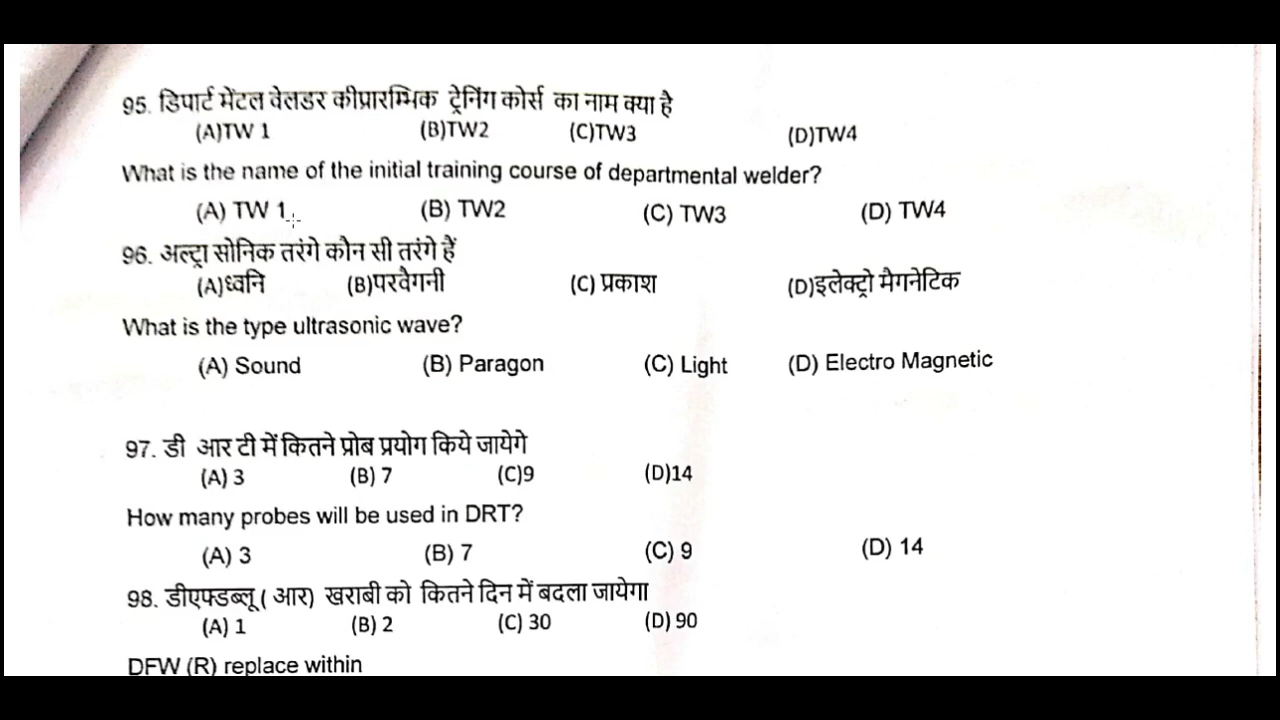 95. डिपार्ट मेंटल वेलडर कीप्रारम्भिक ट्रेनिंग कोर्स का नाम क्या है
(A)TW 1 (B)TW2 (C)TW3 (D)TW4
What is the name of the initial training course of departmental welder?
(A) TW 1 (B) TW2 (C) TW3 (D) TW4
96. अल्ट्रा सोनिक तरंगे कौन सी तरंगे हैं
(A)ध्वनि (B)परवैगनी (C) प्रकाश (D)इलेक्ट्रो मैगनेटिक
What is the type ultrasonic wave?
(A) Sound (B) Paragon (C) Light (D) Electro Magnetic
97. डी आर टी में कितने प्रोब प्रयोग किये जायेगे
(A) 3 (B) 7 (C)9 (D)14
How many probes will be used in DRT?
(A) 3 (B) 7 (C) 9 (D) 14
98. डीएफडब्लू ( आर) खराबी को कितने दिन में बदला जायेगा
(A) 1 (B) 2 (C) 30 (D) 90
DFW (R) replace within